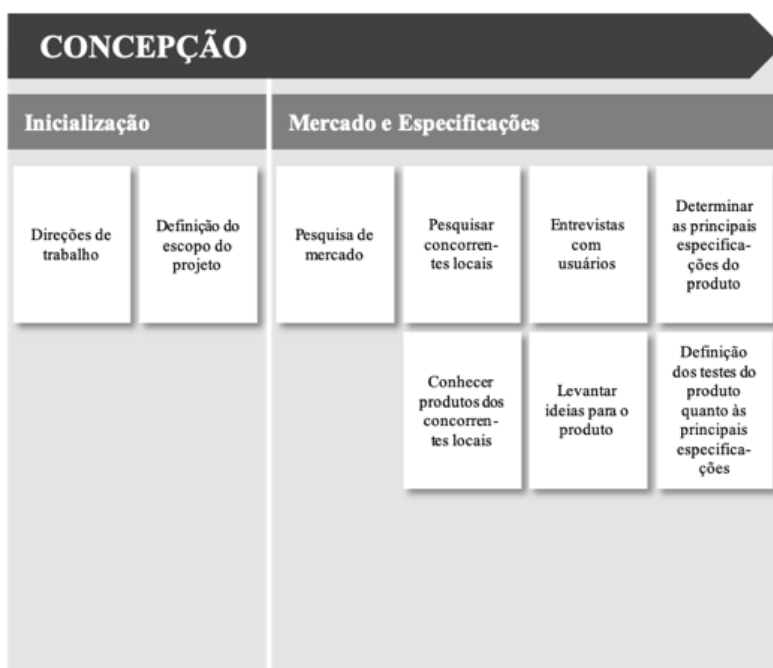 CONCEPÇÃO
Inicialização
Mercado e Especificações
Direções de
trabalho
Definição do
escopo do
projeto
Pesquisa de
mercado
Pesquisar
concorren-
tes locais
Entrevistas
com
usuários
Determinar
as principais
especifica-
ções do
produto
Conhecer
produtos dos
concorren-
tes locais
Levantar
ideias para o
produto
Definição
dos testes do
produto
quanto às
principais
especifica-
ções